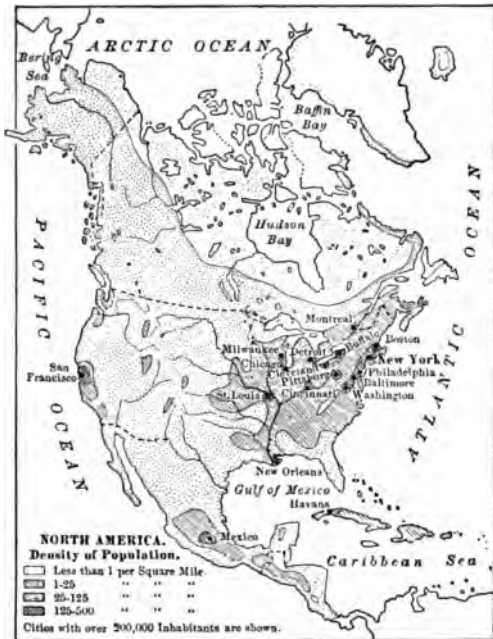 ARCTIC OCEAN
Bering
Sea
Baffin
Bay
Hudson
Bay
PACIFIC
OCEAN
ATLANTIC
OCEAN
Montreal
Milwaukee
Chicago
Detroit
Buffalo
Boston
Cleveland
New York
Pittsburg
Philadelphia
Baltimore
Cincinnati
Washington
San
Francisco
St. Louis
New Orleans
Gulf of Mexico
Havana
Mexico
Caribbean Sea
NORTH AMERICA.
Density of Population.
Less than 1 per Square Mile
1-25 " " "
25-125 " " "
125-500 " " "
Cities with over 200,000 Inhabitants are shown.